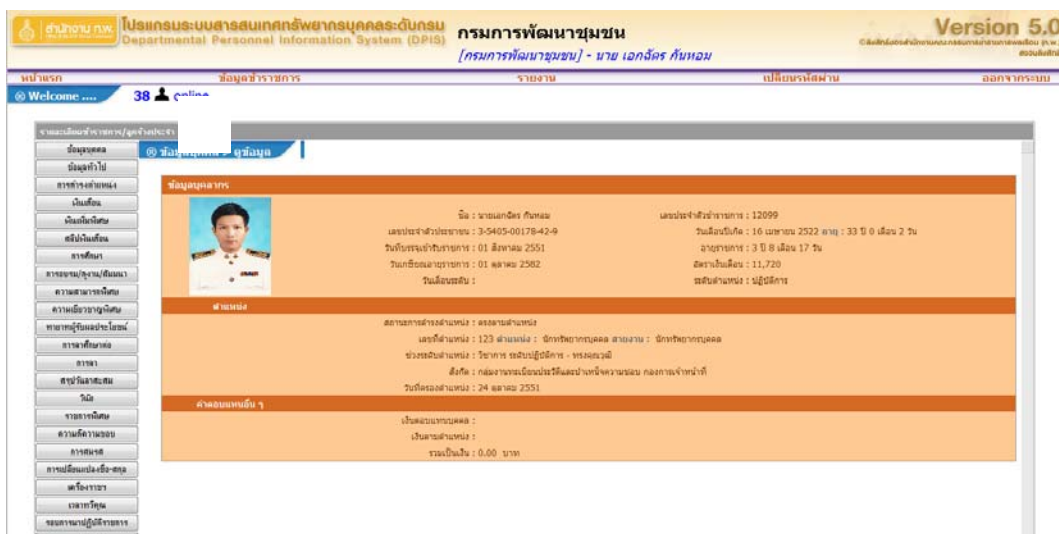 สำนักงาน ก.พ. โปรแกรมระบบสารสนเทศทรัพยากรบุคคลระดับกรม
Departmental Personnel Information System (DPIS)
กรมการพัฒนาชุมชน
[กรมการพัฒนาชุมชน] - นาย เอกฉัตร กันหอม
Version 5.0
หน้าแรก ข้อมูลข้าราชการ รายงาน เปลี่ยนรหัสผ่าน ออกจากระบบ
Welcome .... 38 online
รายละเอียดข้าราชการ/ลูกจ้างประจำ
ดูข้อมูล
ข้อมูลบุคคล
ข้อมูลทั่วไป
การดำรงตำแหน่ง
เงินเดือน
เงินเพิ่มพิเศษ
สลิปเงินเดือน
การศึกษา
การอบรม/ดูงาน/สัมมนา
ความสามารถพิเศษ
ความเชี่ยวชาญพิเศษ
ทายาทผู้รับผลประโยชน์
การลาศึกษาต่อ
การลา
สรุปวันลาสะสม
วินัย
ราชการพิเศษ
ความดีความชอบ
การสมรส
การเปลี่ยนแปลงชื่อ-สกุล
เครื่องราชฯ
เวลาทวีคูณ
ข้อมูลบุคลากร
ชื่อ : นายเอกฉัตร กันหอม เลขประจำตัวข้าราชการ : 12099
เลขประจำตัวประชาชน : 3-5405-00178-42-9 วันเดือนปีเกิด : 16 เมษายน 2522 อายุ : 33 ปี 0 เดือน 2 วัน
วันที่บรรจุเข้ารับราชการ : 01 สิงหาคม 2551 อายุราชการ : 3 ปี 8 เดือน 17 วัน
วันเกษียณอายุราชการ : 01 ตุลาคม 2582 อัตราเงินเดือน : 11,720
วันเลื่อนระดับ : ระดับตำแหน่ง : ปฏิบัติการ
ตำแหน่ง
สถานะการดำรงตำแหน่ง : ตรงตามตำแหน่ง
เลขที่ตำแหน่ง : 123 ตำแหน่ง : นักทรัพยากรบุคคล สายงาน : นักทรัพยากรบุคคล
ช่วงระดับตำแหน่ง : วิชาการ ระดับปฏิบัติการ - ทรงคุณวุฒิ
สังกัด : กลุ่มงานทะเบียนประวัติและบำเหน็จความชอบ กองการเจ้าหน้าที่
วันที่ครองตำแหน่ง : 24 ตุลาคม 2551
ค่าตอบแทนอื่น ๆ
เงินตอบแทนบุคคล :
เงินตามตำแหน่ง :
รวมเป็นเงิน : 0.00 บาท